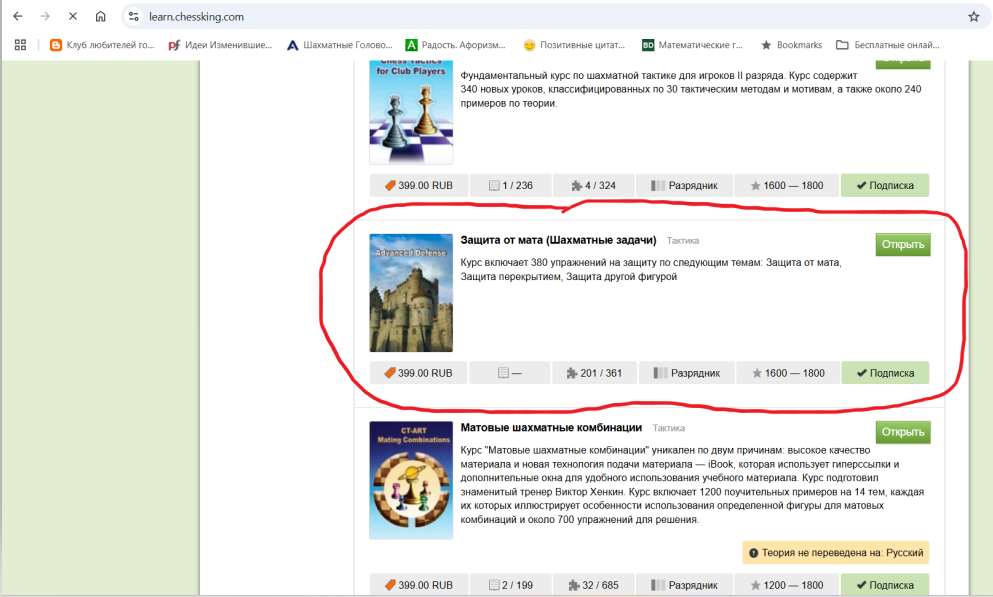 learn.chessking.com
Клуб любителей го...
Идеи Изменившие...
Шахматные Голово...
Радость. Афоризм...
Позитивные цитат...
BD Математические г...
Bookmarks
Бесплатные онлай...
Chess Tactics
for Club Players
Фундаментальный курс по шахматной тактике для игроков II разряда. Курс содержит
340 новых уроков, классифицированных по 30 тактическим методам и мотивам, а также около 240
примеров по теории.
399.00 RUB
1 / 236
4 / 324
Разрядник
1600 — 1800
Подписка
Advanced Defense
Защита от мата (Шахматные задачи) Тактика
Открыть
Курс включает 380 упражнений на защиту по следующим темам: Защита от мата,
Защита перекрытием, Защита другой фигурой
399.00 RUB
—
201 / 361
Разрядник
1600 — 1800
Подписка
CT-ART
Mating Combinations
Матовые шахматные комбинации Тактика
Открыть
Курс "Матовые шахматные комбинации" уникален по двум причинам: высокое качество
материала и новая технология подачи материала — iBook, которая использует гиперссылки и
дополнительные окна для удобного использования учебного материала. Курс подготовил
знаменитый тренер Виктор Хенкин. Курс включает 1200 поучительных примеров на 14 тем, каждая
их которых иллюстрирует особенности использования определенной фигуры для матовых
комбинаций и около 700 упражнений для решения.
Теория не переведена на: Русский
399.00 RUB
2 / 199
32 / 685
Разрядник
1200 — 1800
Подписка